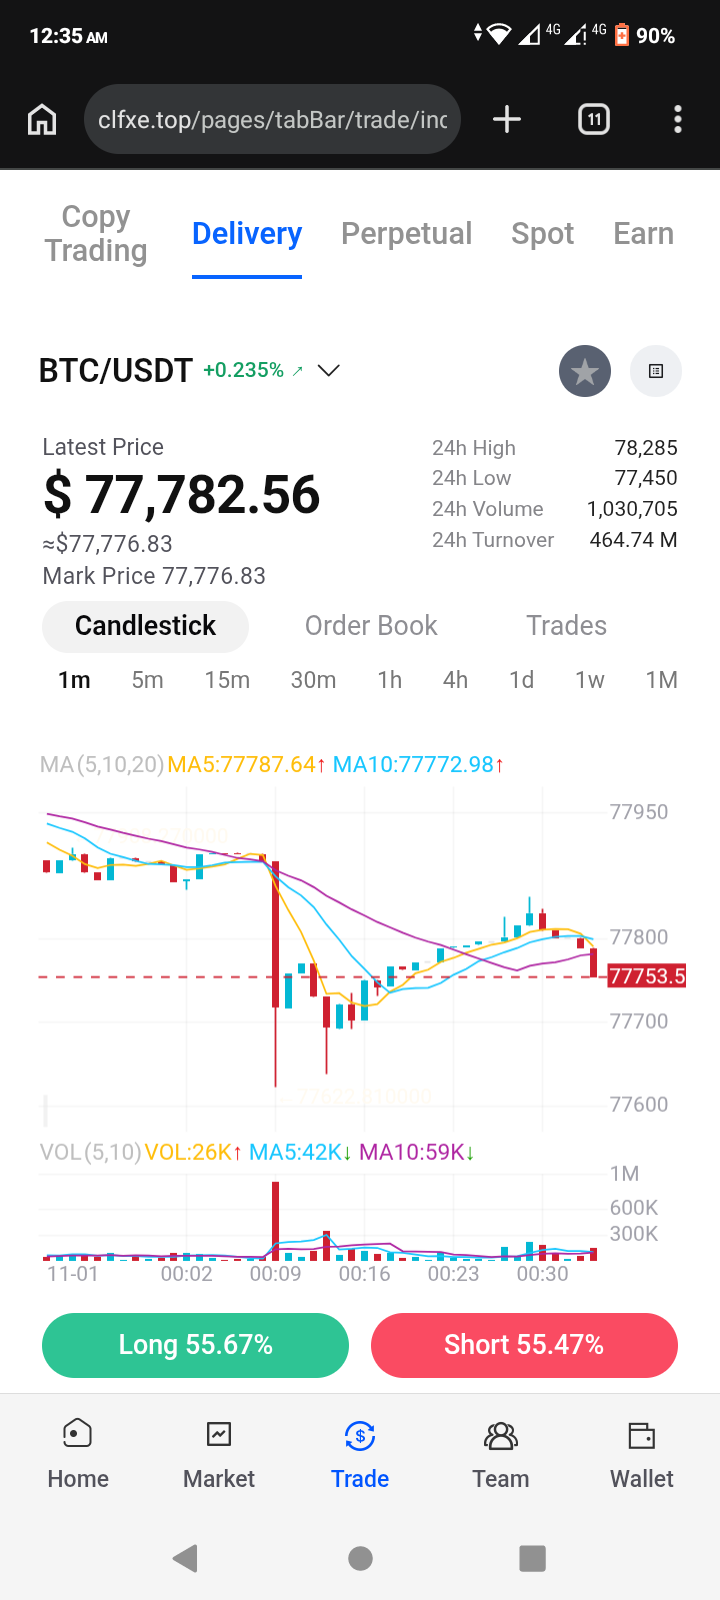 12:35 AM
4G 4G 90%
clfxe.top/pages/tabBar/trade/inc
11
Copy Trading
Delivery
Perpetual
Spot
Earn
BTC/USDT +0.235%
Latest Price
$ 77,782.56
≈$77,776.83
Mark Price 77,776.83
24h High 78,285
24h Low 77,450
24h Volume 1,030,705
24h Turnover 464.74 M
Candlestick Order Book Trades
1m 5m 15m 30m 1h 4h 1d 1w 1M
MA(5,10,20) MA5:77787.64↑ MA10:77772.98↑
77950
77800
77753.5
77700
77622.310000
77600
VOL(5,10) VOL:26K↑ MA5:42K↓ MA10:59K↓
1M
600K
300K
11-01 00:02 00:09 00:16 00:23 00:30
Long 55.67% Short 55.47%
Home Market Trade Team Wallet